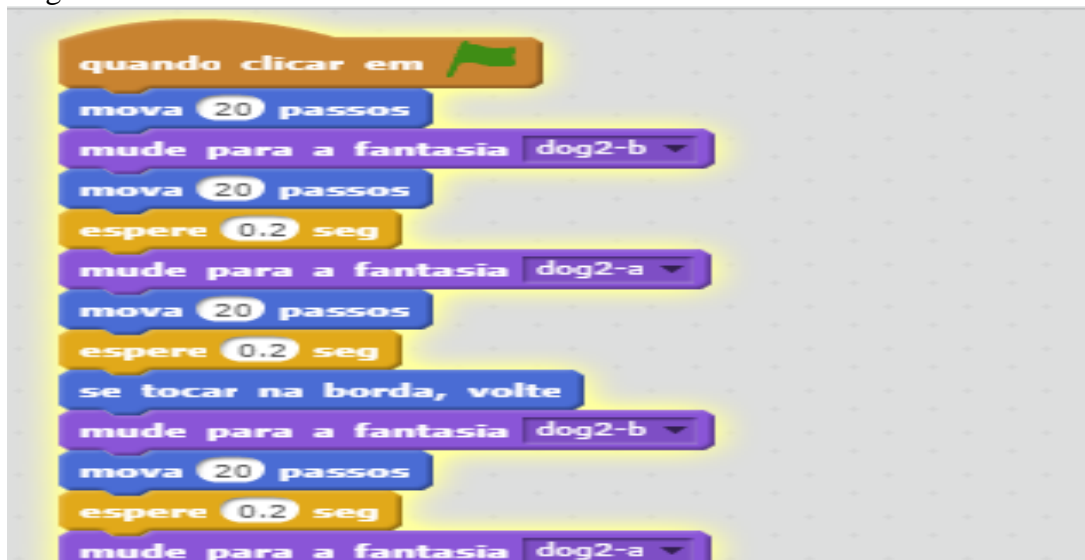 quando clicar em
mova 20 passos
mude para a fantasia dog2-b
mova 20 passos
espere 0.2 seg
mude para a fantasia dog2-a
mova 20 passos
espere 0.2 seg
se tocar na borda, volte
mude para a fantasia dog2-b
mova 20 passos
espere 0.2 seg
mude para a fantasia dog2-a